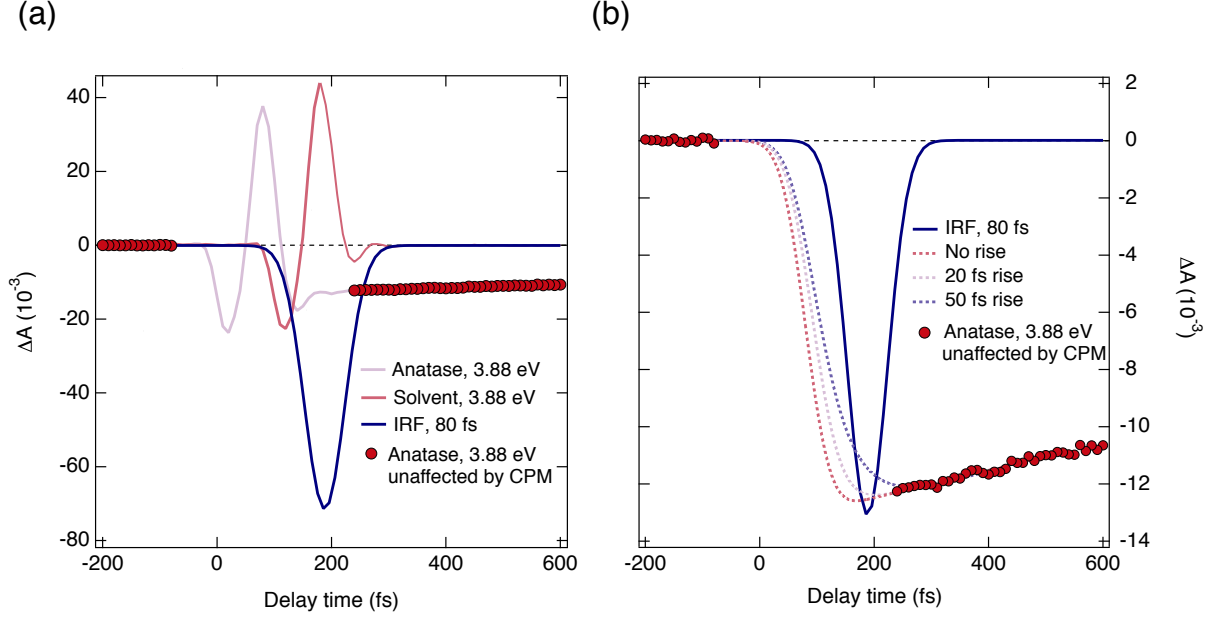 (a)
(b)
40
20
0
-20
-40
-60
-80
ΔA (10⁻³)
Anatase, 3.88 eV
Solvent, 3.88 eV
IRF, 80 fs
Anatase, 3.88 eV
unaffected by CPM
-200
0
200
400
600
Delay time (fs)
2
0
-2
-4
-6
-8
-10
-12
-14
ΔA (10⁻³)
IRF, 80 fs
No rise
20 fs rise
50 fs rise
Anatase, 3.88 eV
unaffected by CPM
-200
0
200
400
600
Delay time (fs)